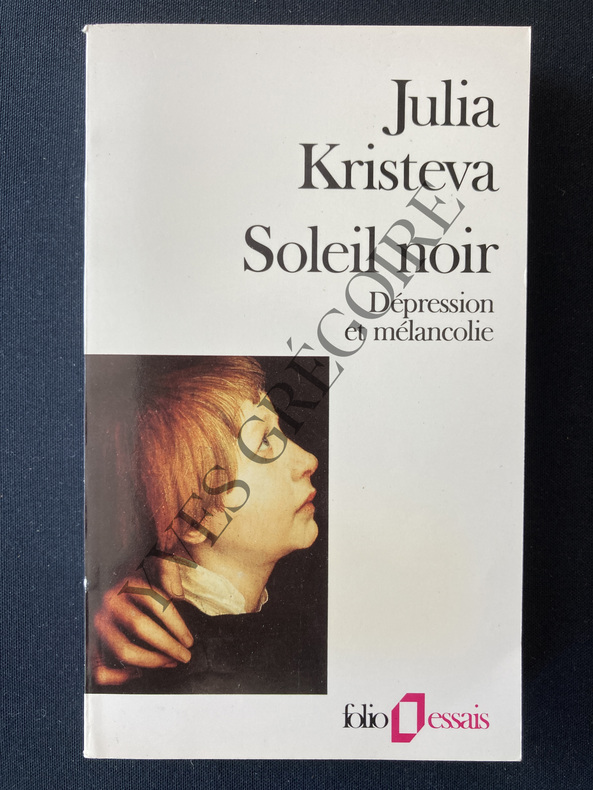 Julia
Kristeva
Soleil noir
Dépression
et mélancolie
YVES GRÉGOIRE
folio essais